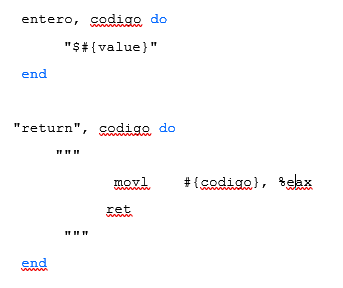 entero, codigo do
"$#{value}"
end
"return", codigo do
"""
movl #{codigo}, %eax
ret
"""
end